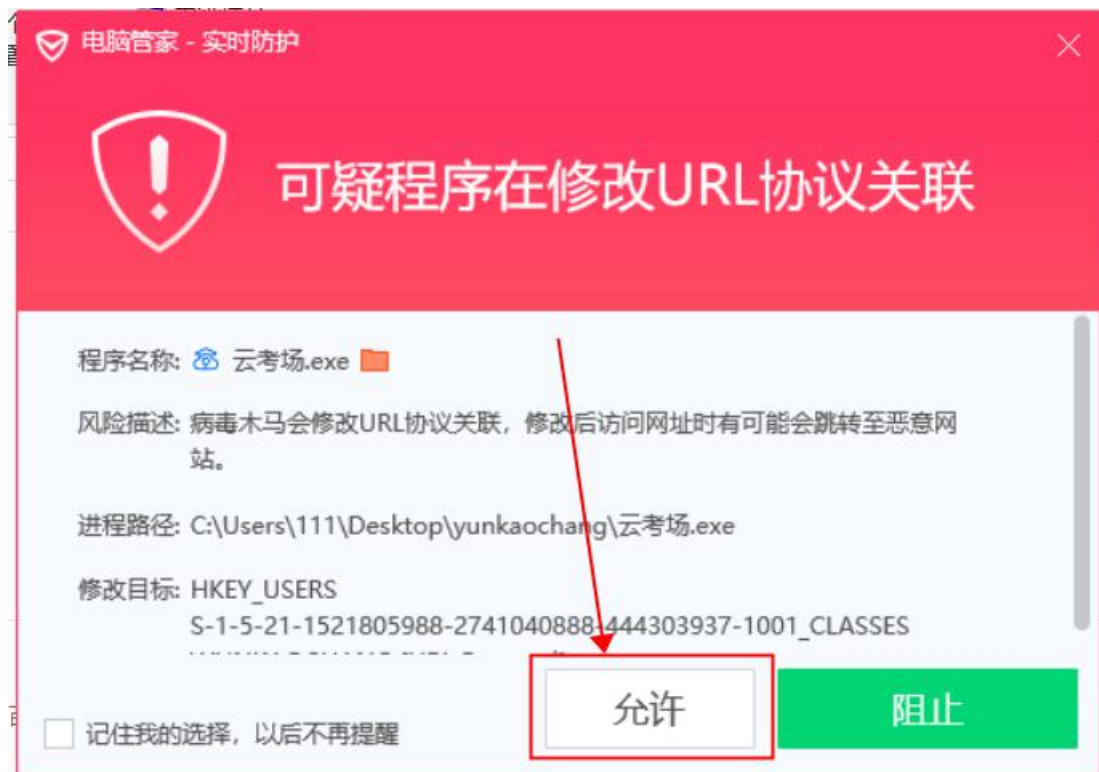 电脑管家 - 实时防护
可疑程序在修改URL协议关联
程序名称: 云考场.exe
风险描述: 病毒木马会修改URL协议关联，修改后访问网址时有可能会跳转至恶意网
站。
进程路径: C:\Users\111\Desktop\yunkaochang\云考场.exe
修改目标: HKEY_USERS
S-1-5-21-1521805988-2741040888-444303937-1001_CLASSES
允许
阻止
记住我的选择，以后不再提醒